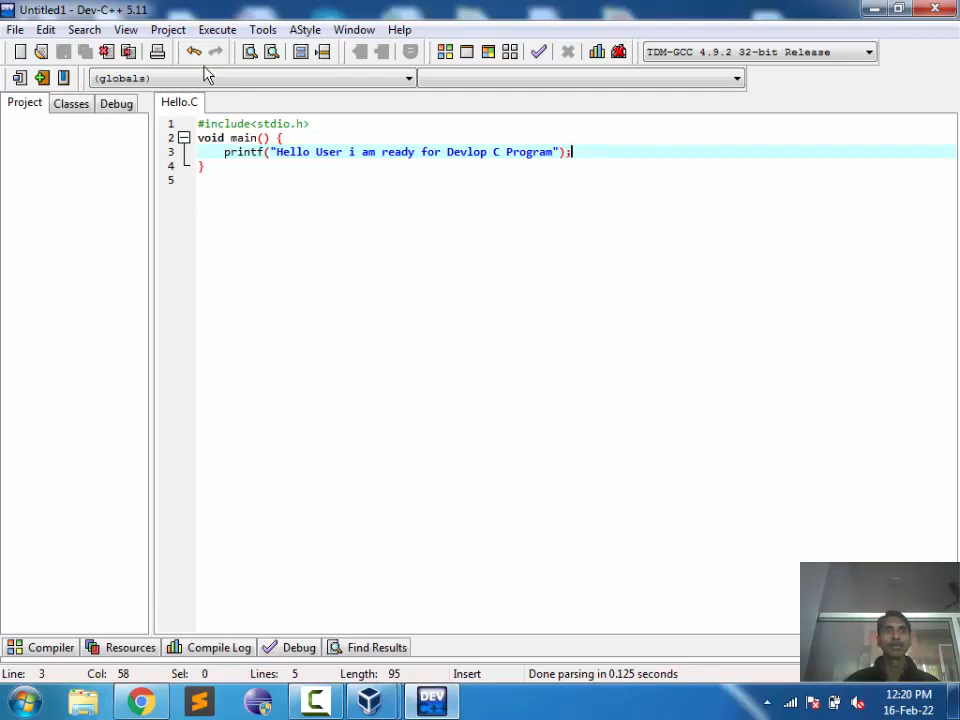 Untitled1 - Dev-C++ 5.11
File Edit Search View Project Execute Tools AStyle Window Help
TDM-GCC 4.9.2 32-bit Release
(globals)
Project Classes Debug Hello.C
1 #include<stdio.h>
2 void main() {
3 printf("Hello User i am ready for Devlop C Program");
4 }
5
Compiler Resources Compile Log Debug Find Results
Line: 3 Col: 58 Sel: 0 Lines: 5 Length: 95 Insert Done parsing in 0.125 seconds
DEV
12:20 PM
16-Feb-22